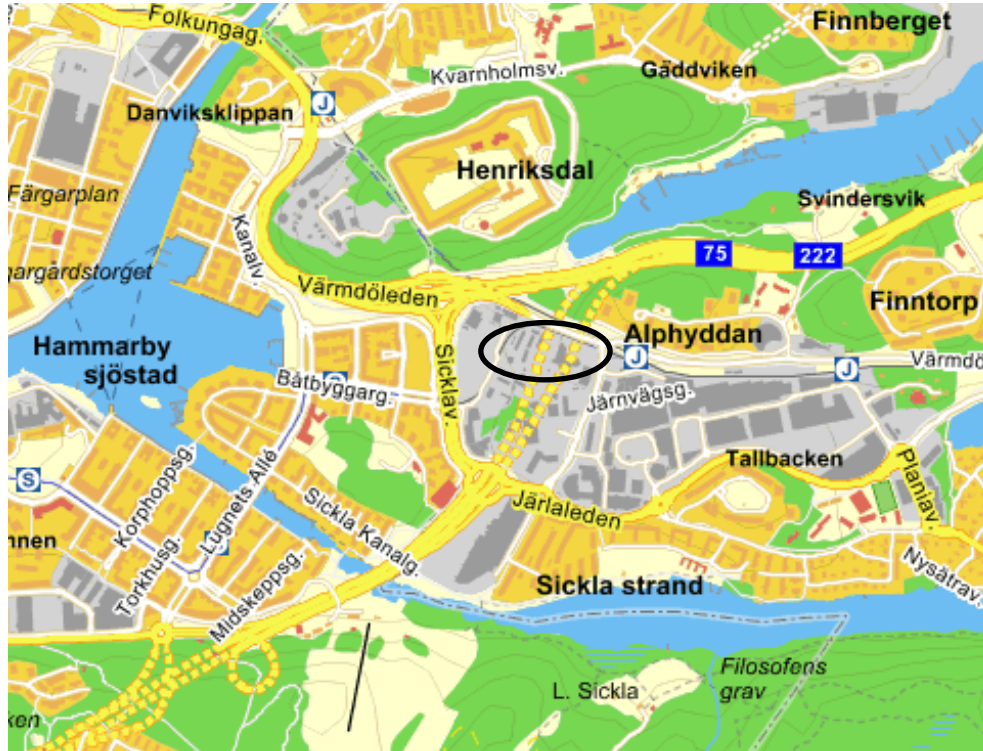 Folkungag.
Finnberget
Kvarnholmsv.
Gäddviken
J
Danviksklippan
Henriksdal
Färgarplan
Svindersvik
Kanalv.
argårdstorget
75
222
Värmdöleden
Finntorp
Alphyddan
Hammarby
sjöstad
Sicklav.
J
J
Värmdö
Båtbyggarg.
Järnvägsg.
Tallbacken
S
Korphoppsg.
Lugnets Allé
Sickla Kanalg.
Järlaleden
Planiav.
nnen
Torkhusg.
Midskeppsg.
Sickla strand
Nysätrav.
L. Sickla
Filosofens
grav
ken